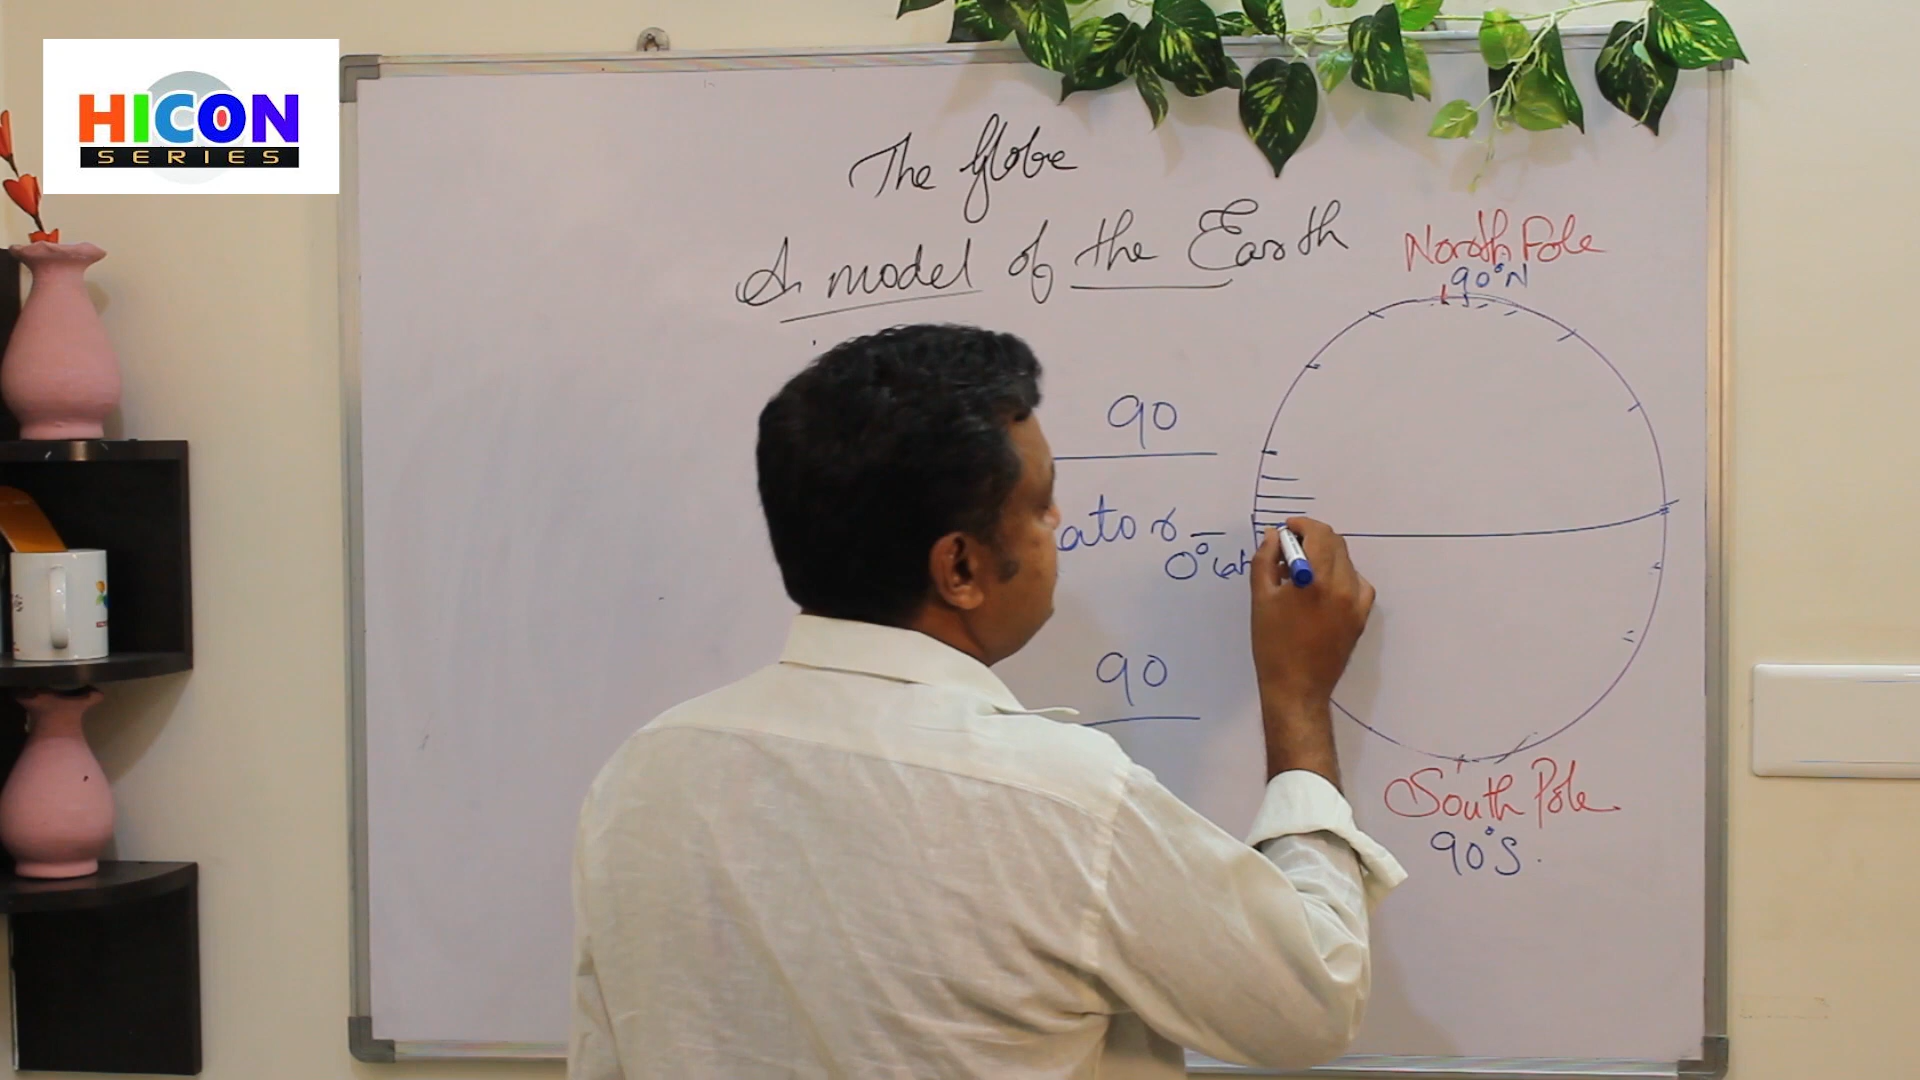 HICON
SERIES
The Globe
A model of the Earth
North Pole
90°N
90
ator
0° Lat
90
South Pole
90°S.